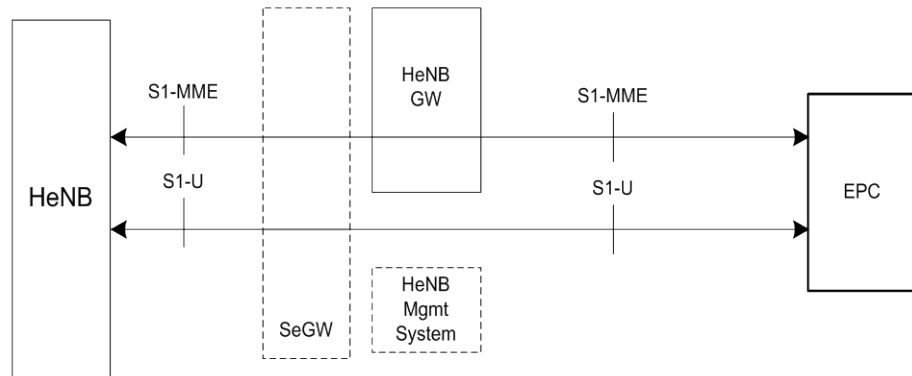 HeNB
GW
S1-MME
S1-MME
S1-U
S1-U
HeNB
EPC
HeNB
Mgmt
System
SeGW